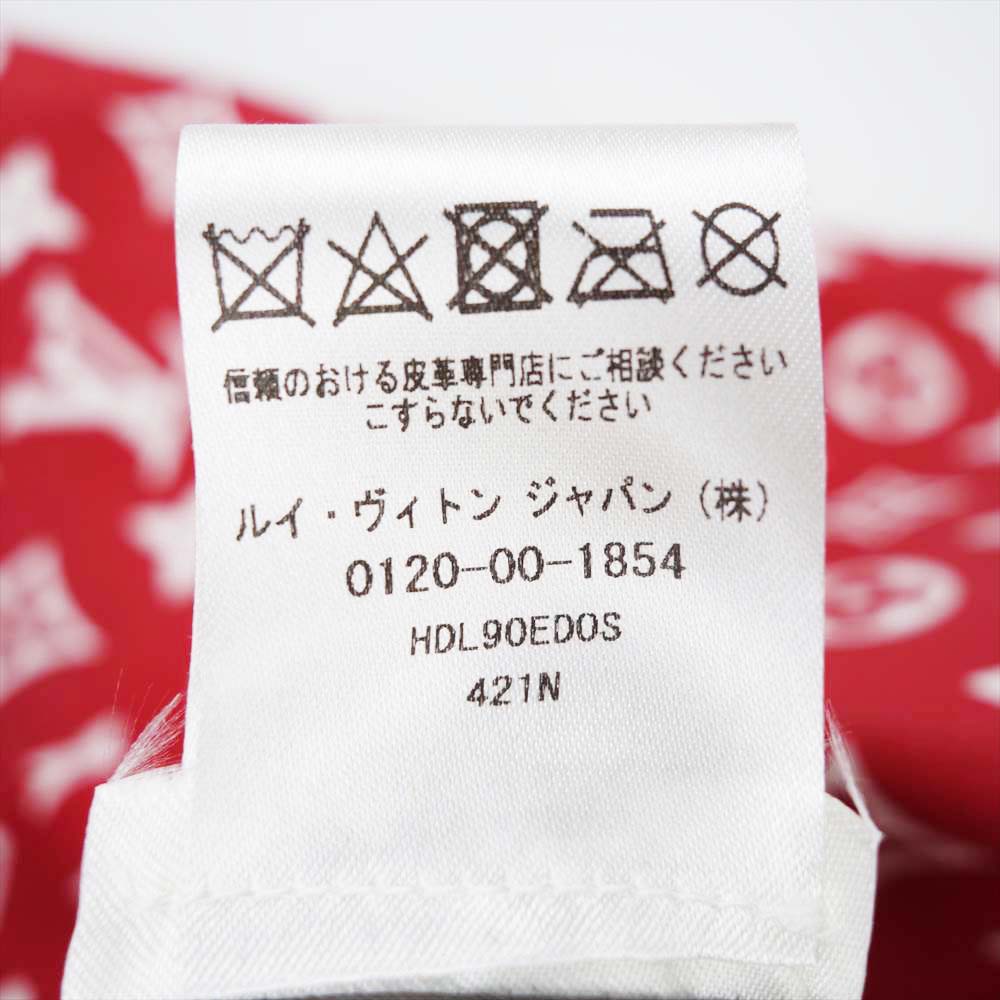 信頼のおける皮革専門店にご相談ください
こすらないでください
ルイ・ヴィトン ジャパン (株)
0120-00-1854
HDL90EDOS
421N